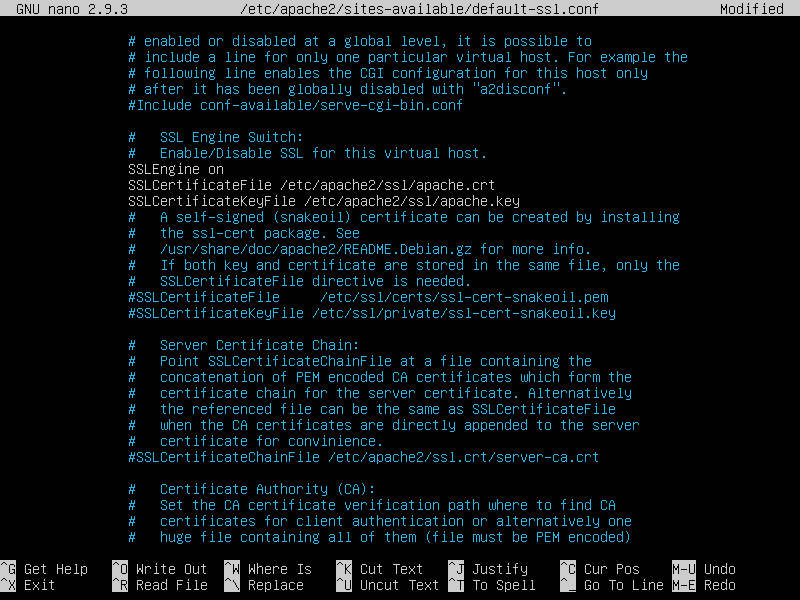 GNU nano 2.9.3 /etc/apache2/sites-available/default-ssl.conf Modified
# enabled or disabled at a global level, it is possible to
# include a line for only one particular virtual host. For example the
# following line enables the CGI configuration for this host only
# after it has been globally disabled with "a2disconf".
#Include conf-available/serve-cgi-bin.conf
#   SSL Engine Switch:
#   Enable/Disable SSL for this virtual host.
SSLEngine on
SSLCertificateFile /etc/apache2/ssl/apache.crt
SSLCertificateKeyFile /etc/apache2/ssl/apache.key
#   A self-signed (snakeoil) certificate can be created by installing
#   the ssl-cert package. See
#   /usr/share/doc/apache2/README.Debian.gz for more info.
#   If both key and certificate are stored in the same file, only the
#   SSLCertificateFile directive is needed.
#SSLCertificateFile     /etc/ssl/certs/ssl-cert-snakeoil.pem
#SSLCertificateKeyFile /etc/ssl/private/ssl-cert-snakeoil.key
#   Server Certificate Chain:
#   Point SSLCertificateChainFile at a file containing the
#   concatenation of PEM encoded CA certificates which form the
#   certificate chain for the server certificate. Alternatively
#   the referenced file can be the same as SSLCertificateFile
#   when the CA certificates are directly appended to the server
#   certificate for convinience.
#SSLCertificateChainFile /etc/apache2/ssl.crt/server-ca.crt
#   Certificate Authority (CA):
#   Set the CA certificate verification path where to find CA
#   certificates for client authentication or alternatively one
#   huge file containing all of them (file must be PEM encoded)
^G Get Help ^O Write Out ^W Where Is ^K Cut Text ^J Justify ^C Cur Pos M-U Undo
^X Exit ^R Read File ^\ Replace ^U Uncut Text ^T To Spell ^_ Go To Line M-E Redo